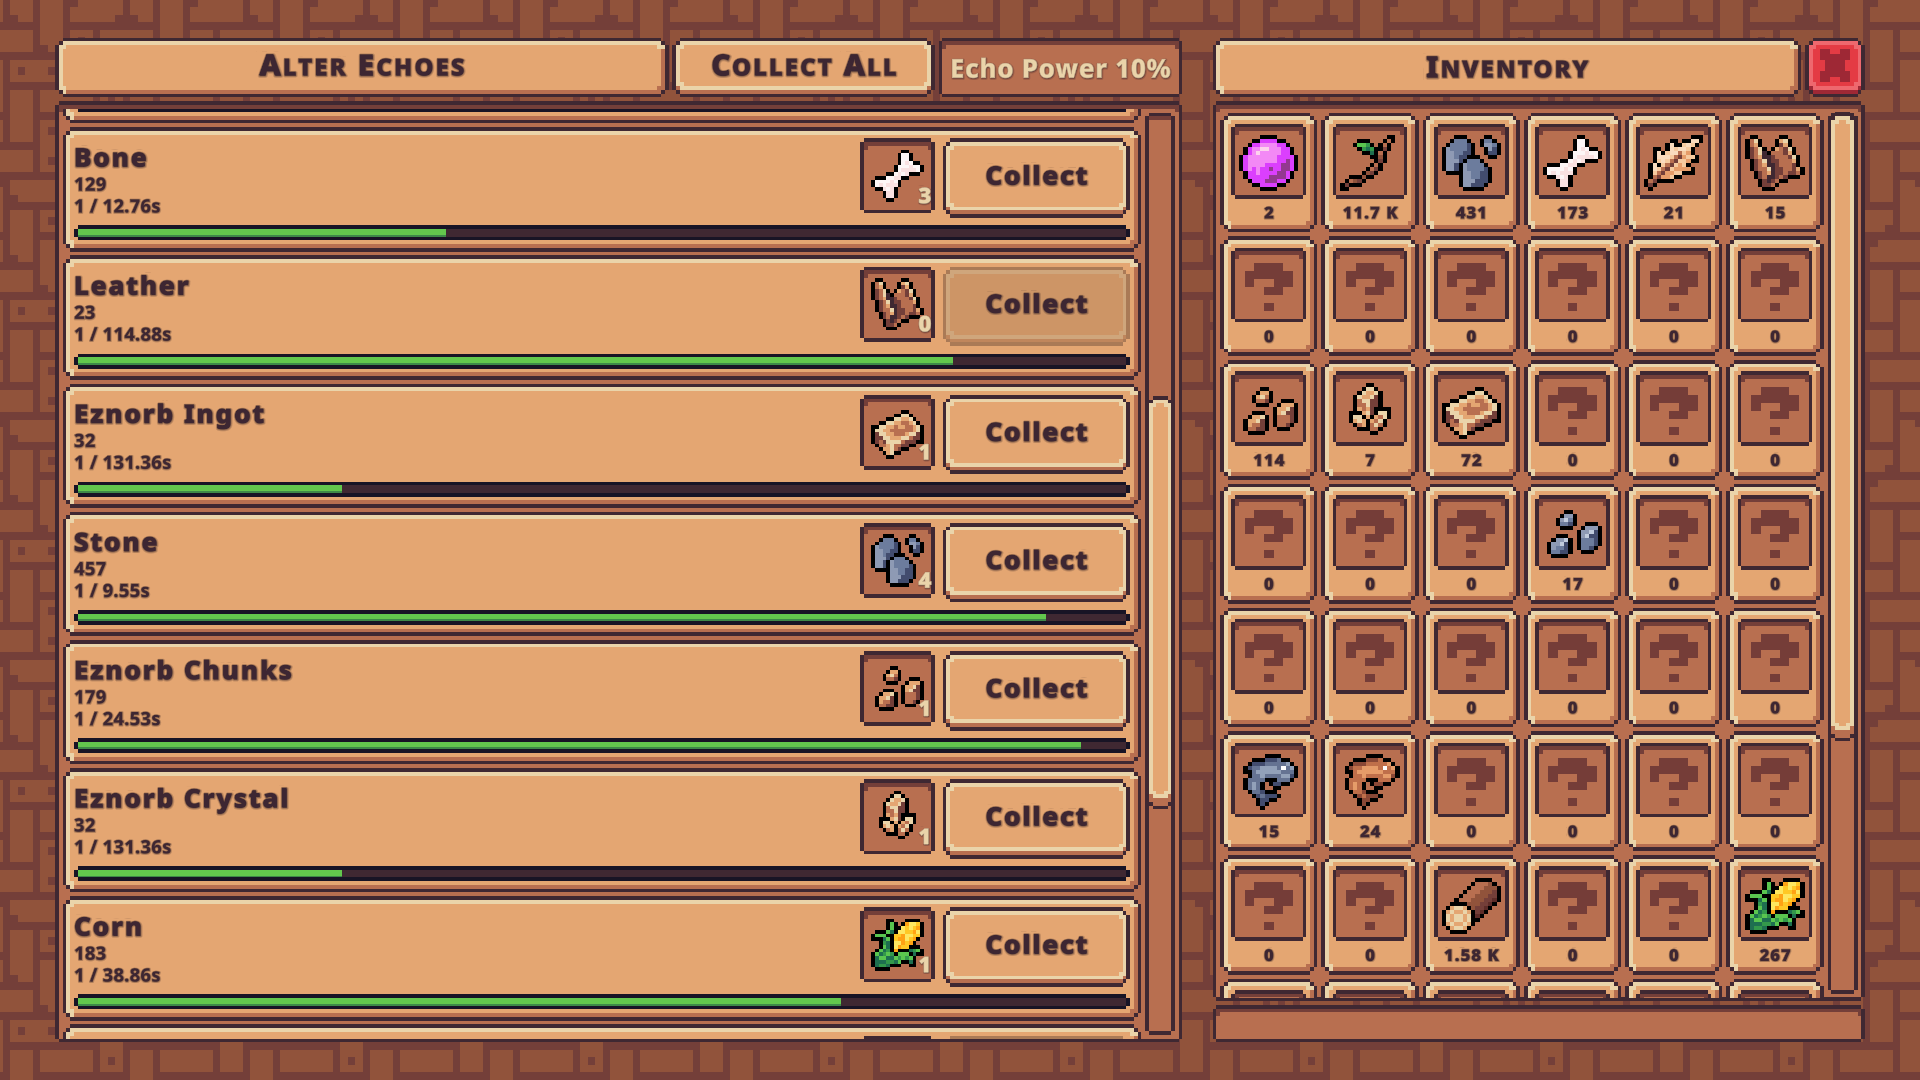 ALTER ECHOES
COLLECT ALL
Echo Power 10%
Bone
129
1 / 12.76s
3
Collect
Leather
23
1 / 114.88s
0
Collect
Eznorb Ingot
32
1 / 131.36s
1
Collect
Stone
457
1 / 9.55s
4
Collect
Eznorb Chunks
179
1 / 24.53s
1
Collect
Eznorb Crystal
32
1 / 131.36s
1
Collect
Corn
183
1 / 38.86s
1
Collect
INVENTORY
2 11.7 K 431 173 21 15
? ? ? ? ? ?
0 0 0 0 0 0
? ? ?
114 7 72 0 0 0
? ? ? ? ?
0 0 0 17 0 0
? ? ? ? ? ?
0 0 0 0 0 0
? ? ? ?
15 24 0 0 0 0
? ? ? ?
0 0 1.58 K 0 0 267